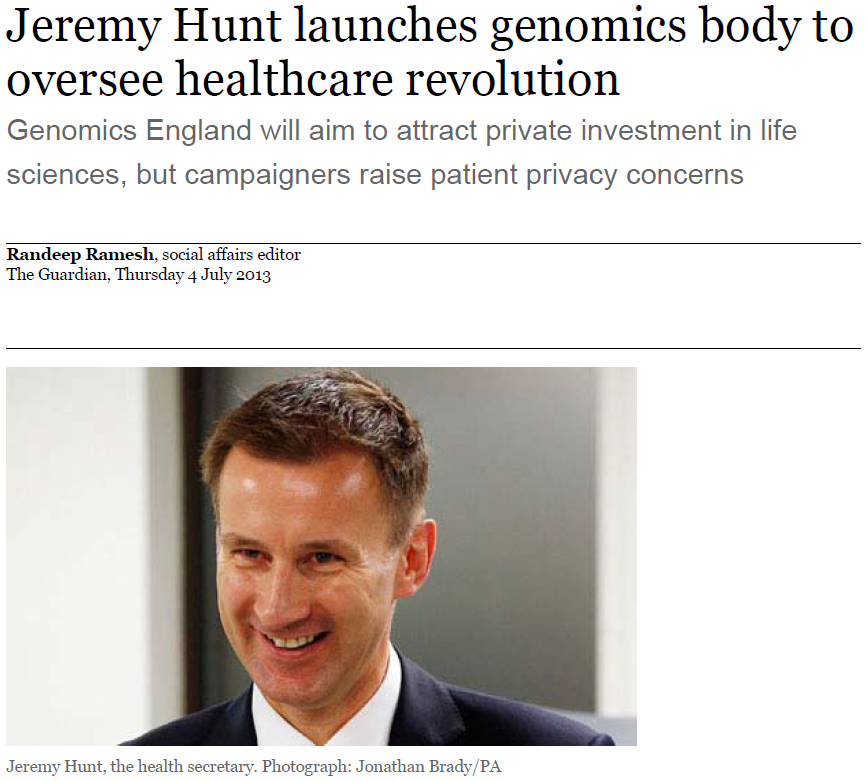 Jeremy Hunt launches genomics body to
oversee healthcare revolution
Genomics England will aim to attract private investment in life
sciences, but campaigners raise patient privacy concerns
Randeep Ramesh, social affairs editor
The Guardian, Thursday 4 July 2013
Jeremy Hunt, the health secretary. Photograph: Jonathan Brady/PA